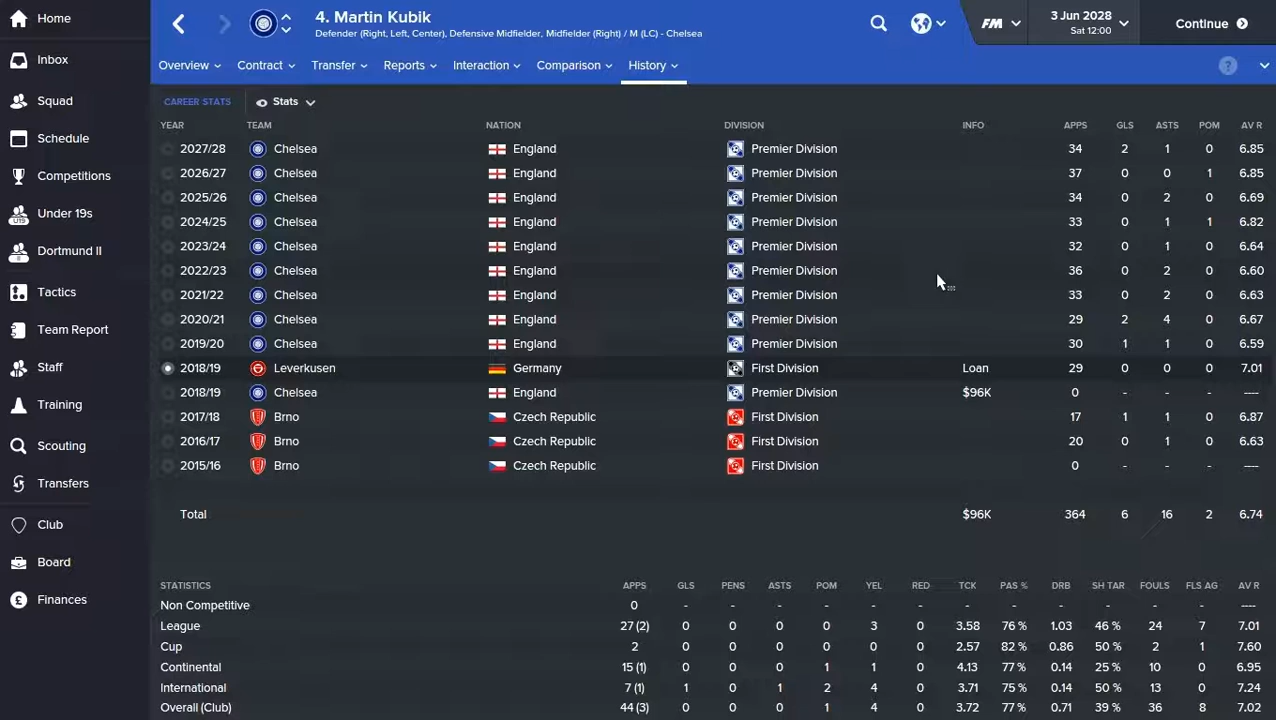 Home
Inbox
Squad
Schedule
Competitions
Under 19s
Dortmund II
Tactics
Team Report
Staff
Training
Scouting
Transfers
Club
Board
Finances
4. Martin Kubik
Defender (Right, Left, Center), Defensive Midfielder, Midfielder (Right) / M (LC) - Chelsea
FM
3 Jun 2028
Sat 12:00
Continue
Overview Contract Transfer Reports Interaction Comparison History
?
CAREER STATS Stats
YEAR TEAM NATION DIVISION INFO APPS GLS ASTS POM AV R
2027/28 Chelsea England Premier Division 34 2 1 0 6.85
2026/27 Chelsea England Premier Division 37 0 0 1 6.85
2025/26 Chelsea England Premier Division 34 0 2 0 6.69
2024/25 Chelsea England Premier Division 33 0 1 1 6.82
2023/24 Chelsea England Premier Division 32 0 1 0 6.64
2022/23 Chelsea England Premier Division 36 0 2 0 6.60
2021/22 Chelsea England Premier Division 33 0 2 0 6.63
2020/21 Chelsea England Premier Division 29 2 4 0 6.67
2019/20 Chelsea England Premier Division 30 1 1 0 6.59
2018/19 Leverkusen Germany First Division Loan 29 0 0 0 7.01
2018/19 Chelsea England Premier Division $96K 0 - - - ----
2017/18 Brno Czech Republic First Division 17 1 1 0 6.87
2016/17 Brno Czech Republic First Division 20 0 1 0 6.63
2015/16 Brno Czech Republic First Division 0 - - - ----
Total $96K 364 6 16 2 6.74
STATISTICS APPS GLS PENS ASTS POM YEL RED TCK PAS % DRB SH TAR FOULS FLS AG AV R
Non Competitive 0 - - - - - - - - - - - - ----
League 27 (2) 0 0 0 0 3 0 3.58 76 % 1.03 46 % 24 7 7.01
Cup 2 0 0 0 0 0 0 2.57 82 % 0.86 50 % 2 1 7.60
Continental 15 (1) 0 0 0 1 1 0 4.13 77 % 0.14 25 % 10 0 6.95
International 7 (1) 1 0 1 2 4 0 3.71 75 % 0.14 50 % 13 0 7.24
Overall (Club) 44 (3) 0 0 0 1 4 0 3.72 77 % 0.71 39 % 36 8 7.02